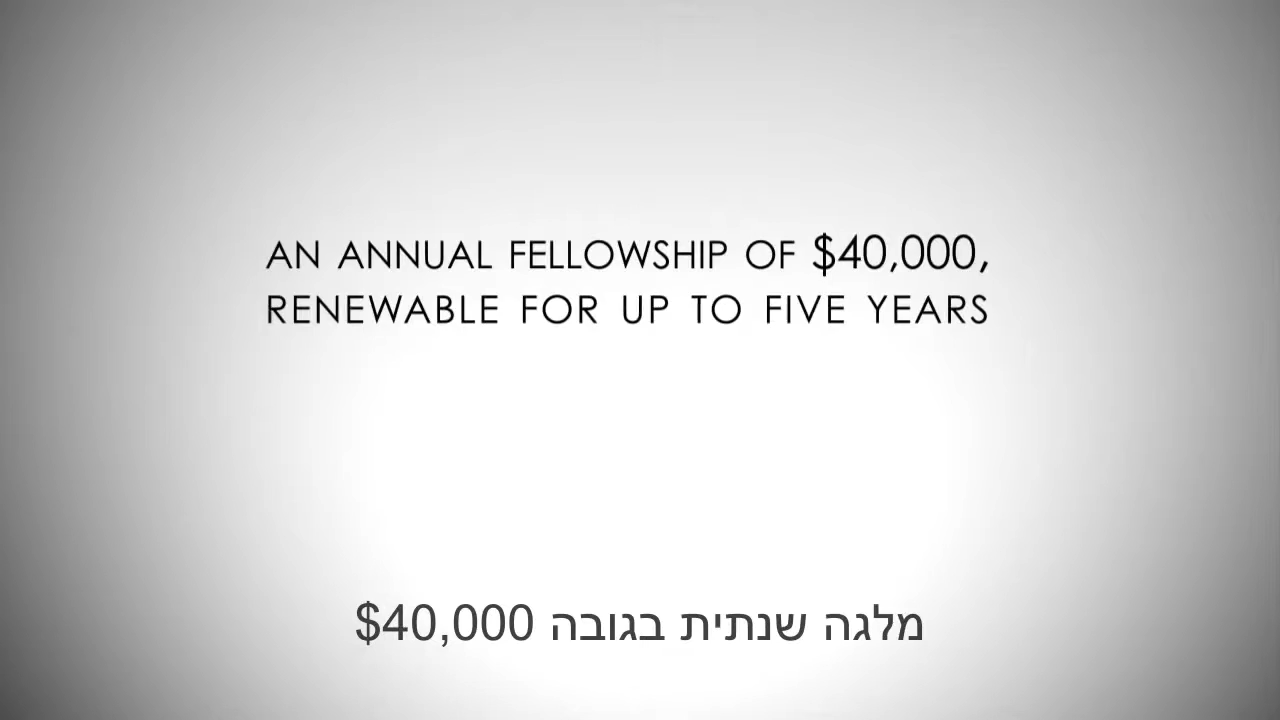 AN ANNUAL FELLOWSHIP OF $40,000,
RENEWABLE FOR UP TO FIVE YEARS
מלגה שנתית בגובה $40,000